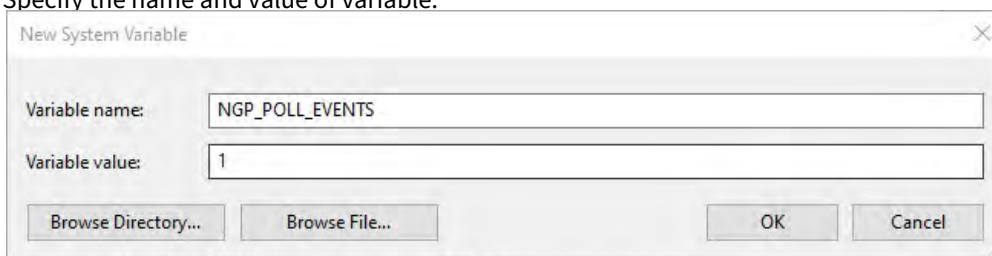 Specify the name and value of variable.
New System Variable
Variable name: NGP_POLL_EVENTS
Variable value: 1
Browse Directory... Browse File... OK Cancel